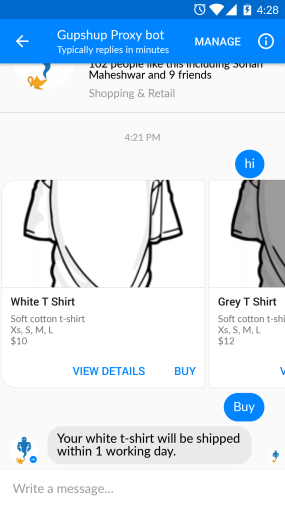 4:28
Gupshup Proxy bot
Typically replies in minutes
MANAGE
102 people like this including Sohan
Maheshwar and 9 friends
Shopping & Retail
4:21 PM
hi
White T Shirt
Soft cotton t-shirt
Xs, S, M, L
$10
VIEW DETAILS
BUY
Grey T Shirt
Soft cotton t-shi
Xs, S, M, L
$12
V
Buy
Your white t-shirt will be shipped
within 1 working day.
Write a message...